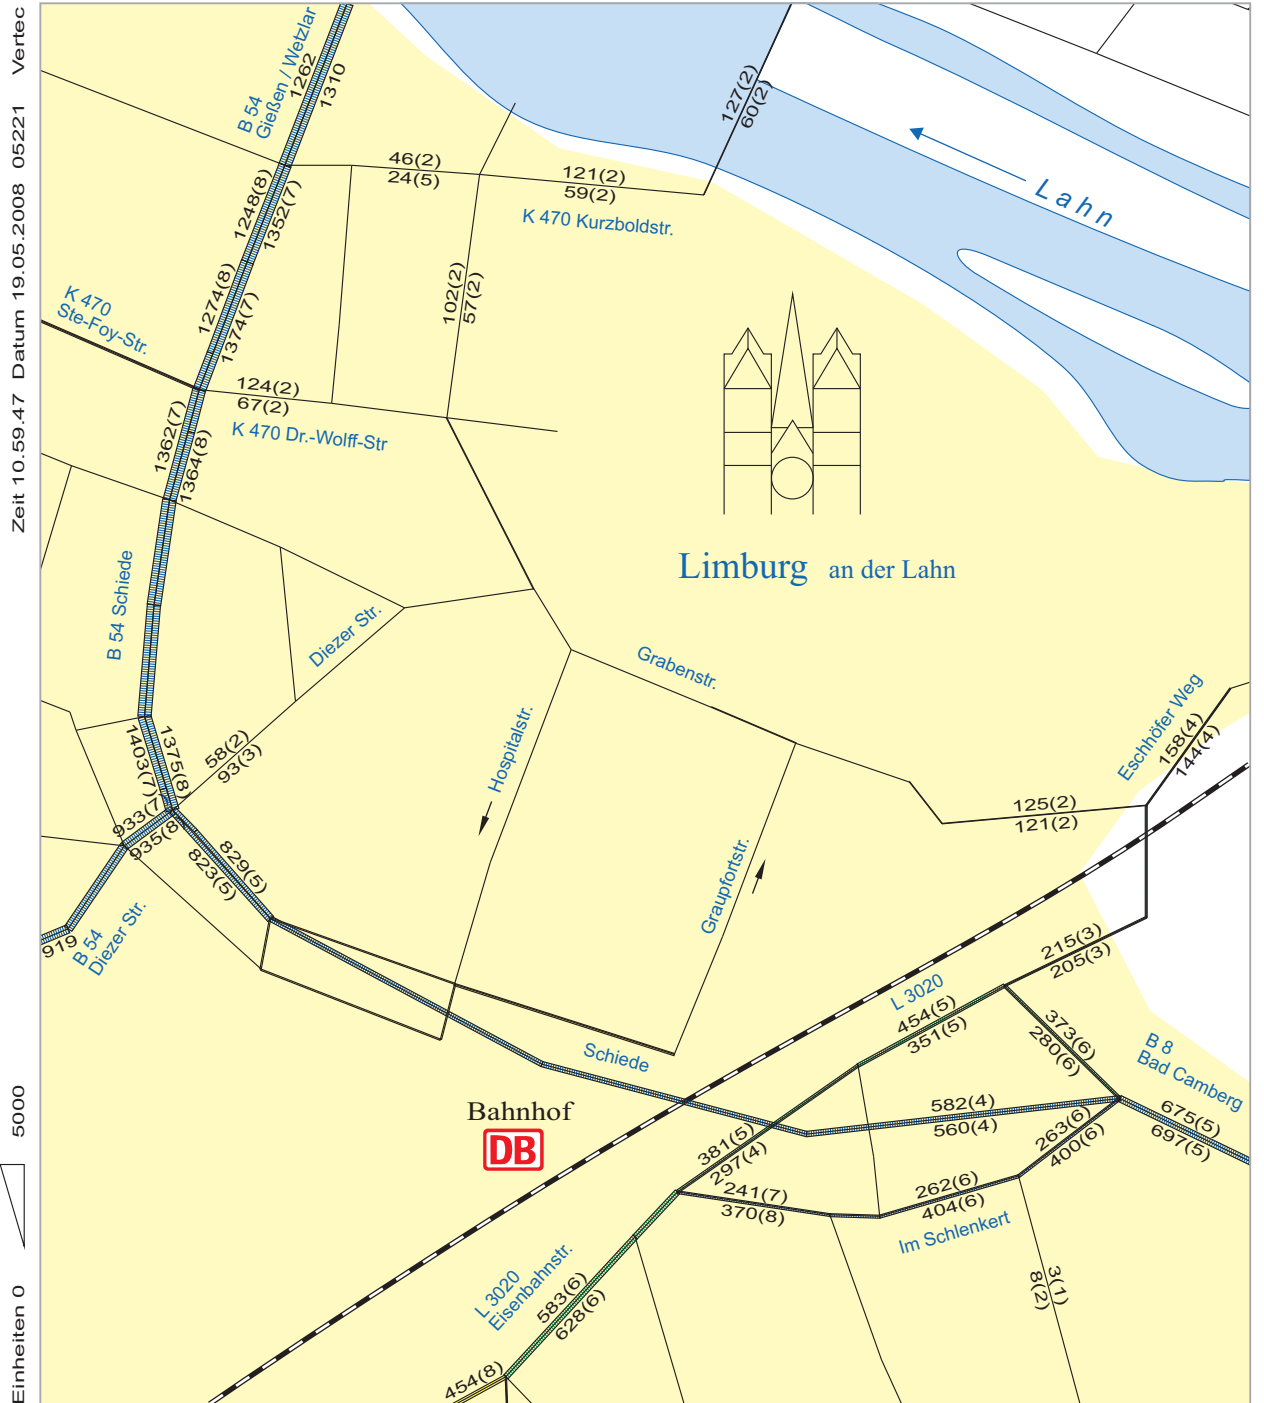 Zeit 10.59.47 Datum 19.05.2008 05221 Vertec
Einheiten 0 5000
B 54
Gießen / Wetzlar
1262
1310
127(2)
60(2)
Lahn
46(2)
24(5)
121(2)
59(2)
K 470 Kurzboldstr.
1248(8)
1352(7)
1274(8)
1374(7)
102(2)
57(2)
K 470
Ste-Foy-Str.
124(2)
67(2)
K 470 Dr.-Wolff-Str
1362(7)
1364(8)
Limburg an der Lahn
B 54 Schiede
Diezer Str.
Grabenstr.
Hospitalstr.
Eschhöfer Weg
158(4)
144(4)
1403(7)
1375(8)
58(2)
93(3)
125(2)
121(2)
933(7)
935(8)
829(5)
823(5)
Graupfortstr.
919
B 54
Diezer Str.
215(3)
205(3)
L 3020
454(5)
351(5)
373(6)
280(6)
B 8
Bad Camberg
Schiede
Bahnhof
DB
582(4)
560(4)
675(5)
697(5)
381(5)
297(4)
263(6)
400(6)
241(7)
370(8)
262(6)
404(6)
Im Schlenkert
3(1)
8(2)
L 3020
Eisenbahnstr.
583(6)
628(6)
454(8)